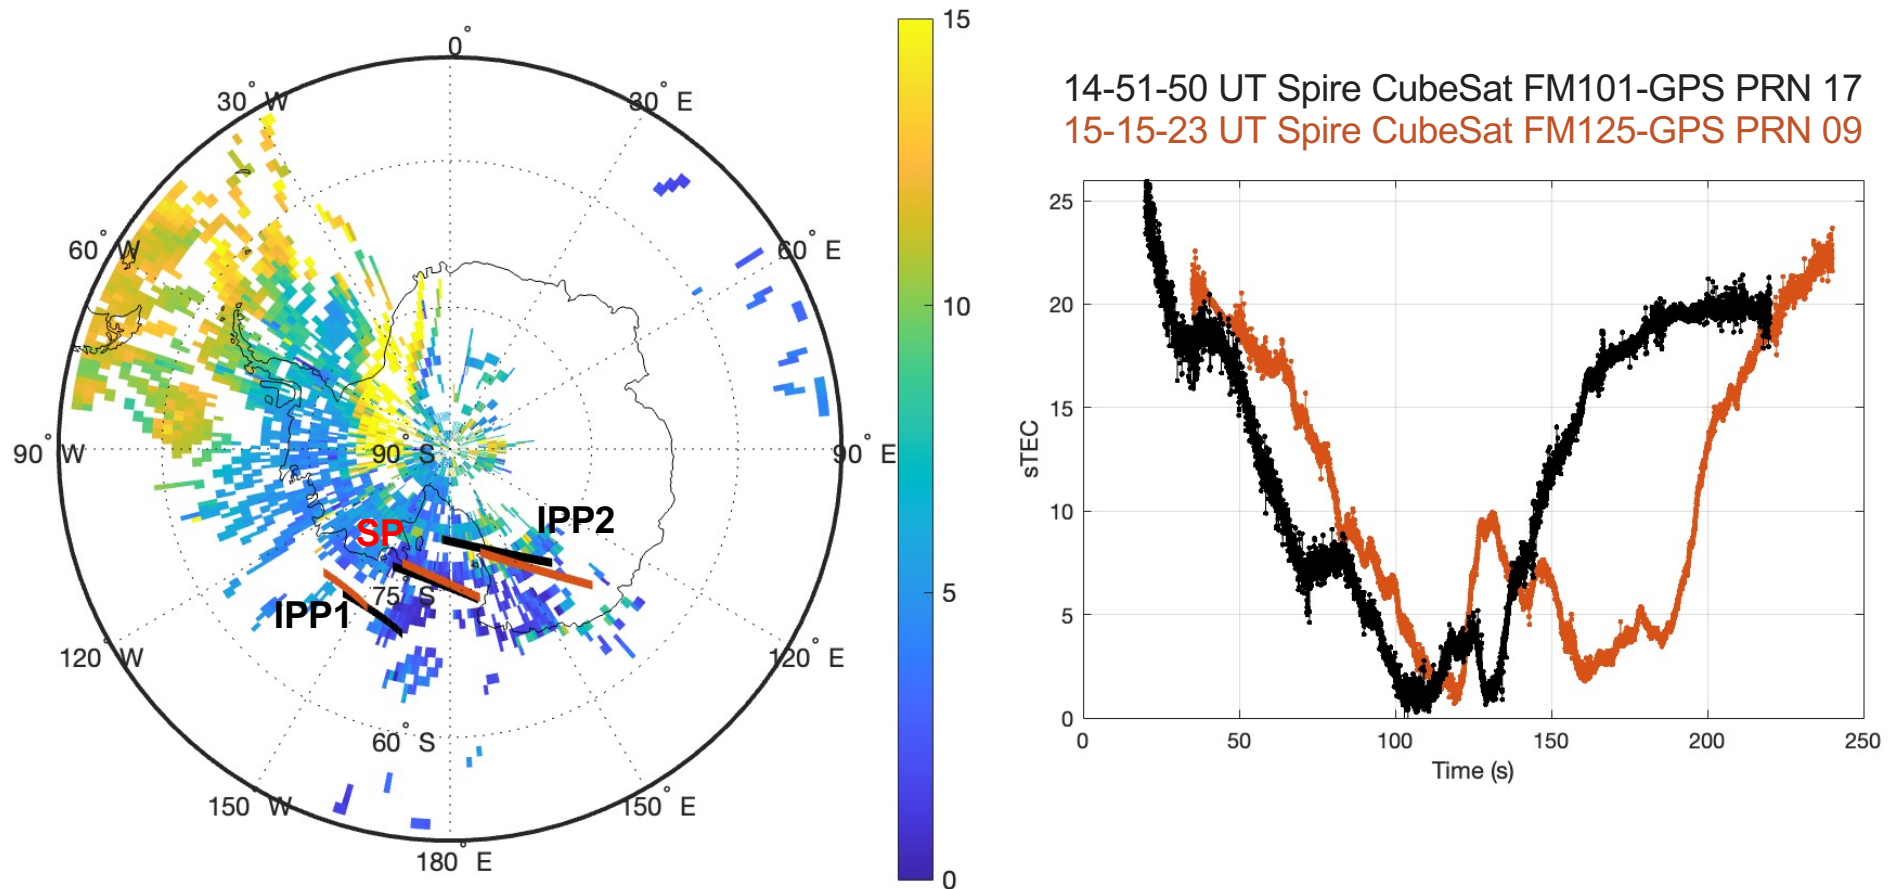 0°
30° W
30° E
60° W
60° E
90° W
90° S
90° E
SP
IPP2
75° S
IPP1
120° W
120° E
60° S
150° W
150° E
180° E
15
10
5
0
14-51-50 UT Spire CubeSat FM101-GPS PRN 17
15-15-23 UT Spire CubeSat FM125-GPS PRN 09
25
20
15
10
5
0
sTEC
0 50 100 150 200 250
Time (s)